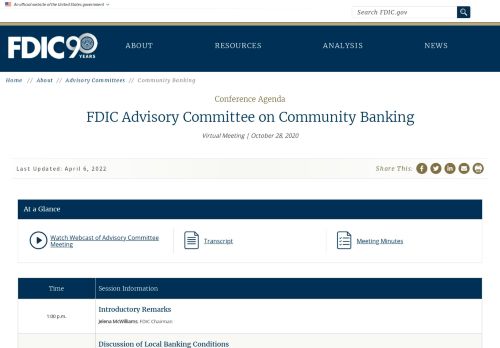 An official website of the United States government
Search FDIC.gov
FDIC 90 YEARS
ABOUT RESOURCES ANALYSIS NEWS
Home // About // Advisory Committees // Community Banking
Conference Agenda
FDIC Advisory Committee on Community Banking
Virtual Meeting | October 28, 2020
Last Updated: April 6, 2022
Share This:
At a Glance
Watch Webcast of Advisory Committee
Meeting
Transcript
Meeting Minutes
Time Session Information
1:00 p.m.
Introductory Remarks
Jelena McWilliams, FDIC Chairman
Discussion of Local Banking Conditions